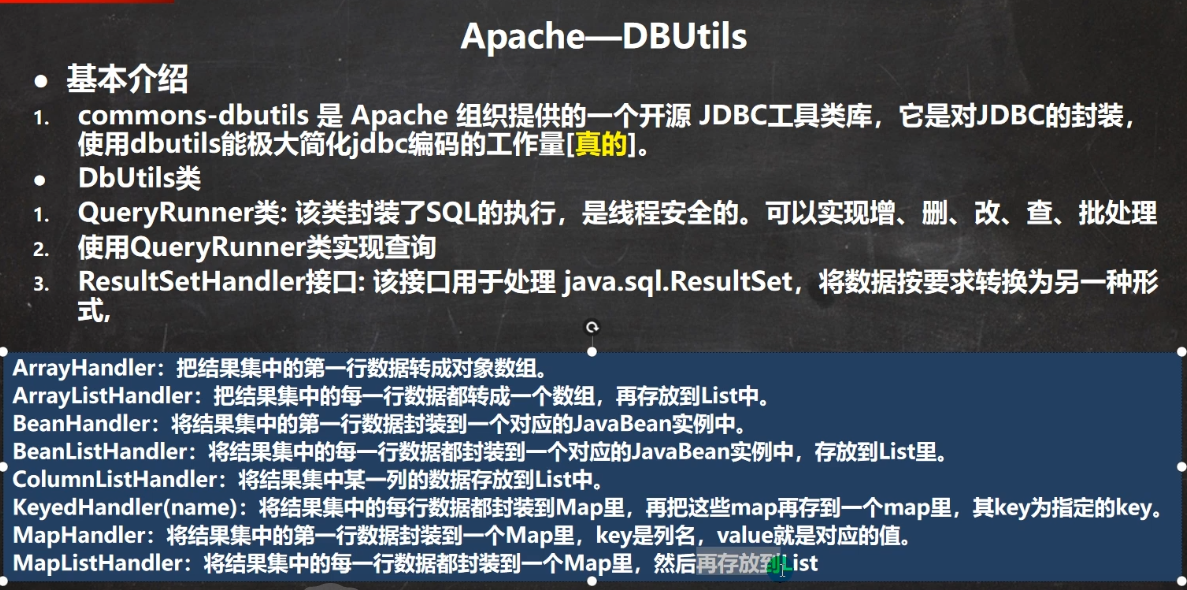 Apache—DBUtils
● 基本介绍
1. commons-dbutils 是 Apache 组织提供的一个开源 JDBC工具类库，它是对JDBC的封装，
使用dbutils能极大简化jdbc编码的工作量[真的]。
● DbUtils类
1. QueryRunner类: 该类封装了SQL的执行，是线程安全的。可以实现增、删、改、查、批处理
2. 使用QueryRunner类实现查询
3. ResultSetHandler接口: 该接口用于处理 java.sql.ResultSet，将数据按要求转换为另一种形
式,
ArrayHandler：把结果集中的第一行数据转成对象数组。
ArrayListHandler：把结果集中的每一行数据都转成一个数组，再存放到List中。
BeanHandler：将结果集中的第一行数据封装到一个对应的JavaBean实例中。
BeanListHandler：将结果集中的每一行数据都封装到一个对应的JavaBean实例中，存放到List里。
ColumnListHandler：将结果集中某一列的数据存放到List中。
KeyedHandler(name)：将结果集中的每行数据都封装到Map里，再把这些map再存到一个map里，其key为指定的key。
MapHandler：将结果集中的第一行数据封装到一个Map里，key是列名，value就是对应的值。
MapListHandler：将结果集中的每一行数据都封装到一个Map里，然后再存放到List